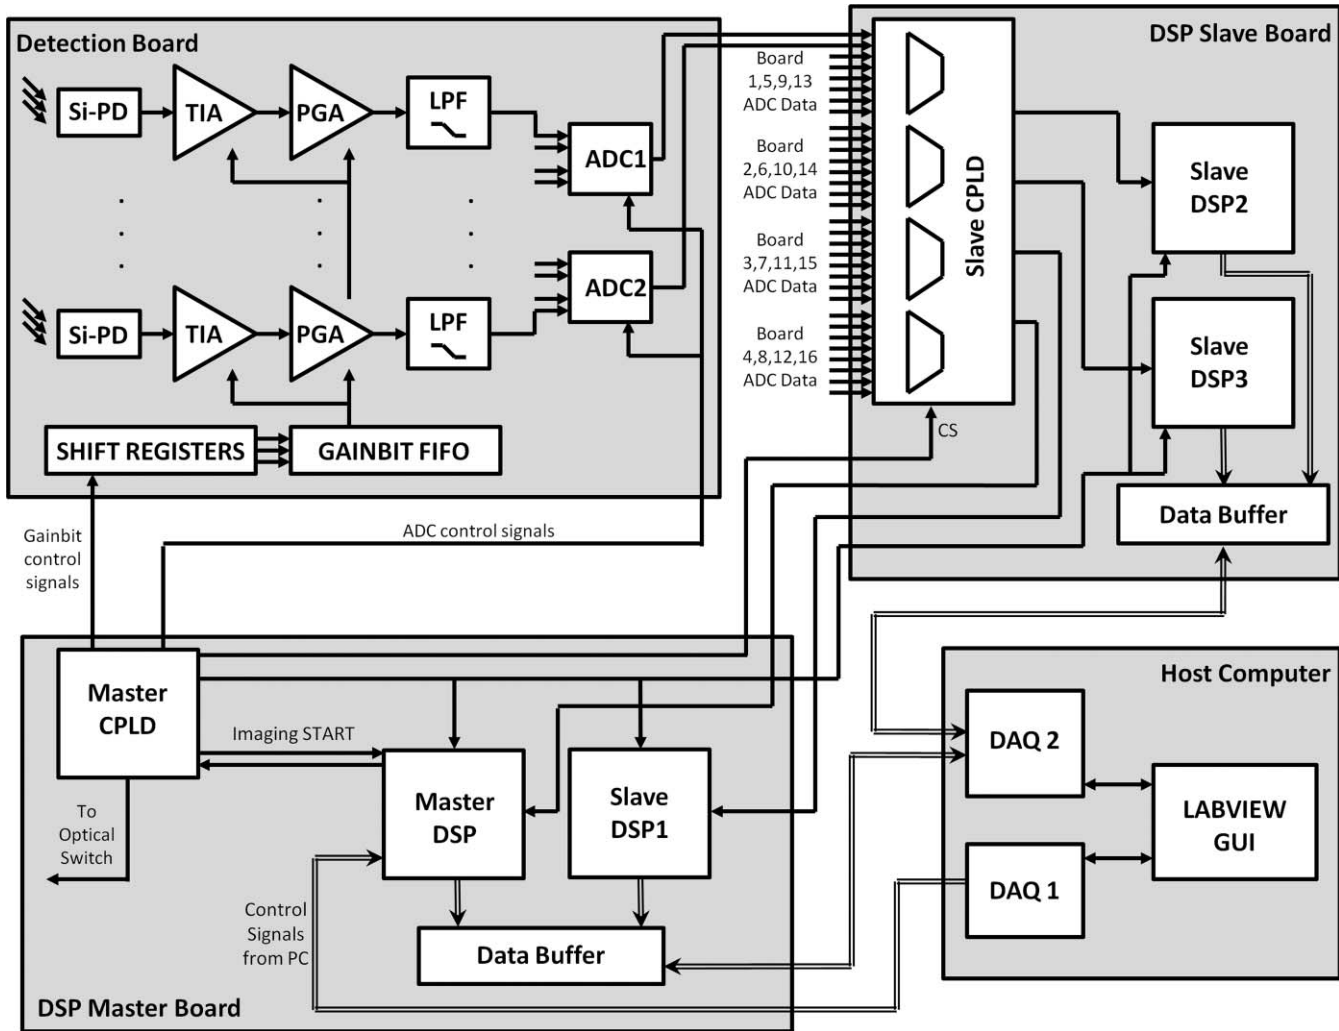 Detection Board
Si-PD
TIA
PGA
LPF
ADC1
Si-PD
TIA
PGA
LPF
ADC2
SHIFT REGISTERS
GAINBIT FIFO
Gainbit
control
signals
ADC control signals
Board
1,5,9,13
ADC Data
Board
2,6,10,14
ADC Data
Board
3,7,11,15
ADC Data
Board
4,8,12,16
ADC Data
DSP Slave Board
Slave CPLD
CS
Slave
DSP2
Slave
DSP3
Data Buffer
Master
CPLD
Imaging START
To
Optical
Switch
Master
DSP
Slave
DSP1
Control
Signals
from PC
Data Buffer
DSP Master Board
Host Computer
DAQ 2
LABVIEW
GUI
DAQ 1